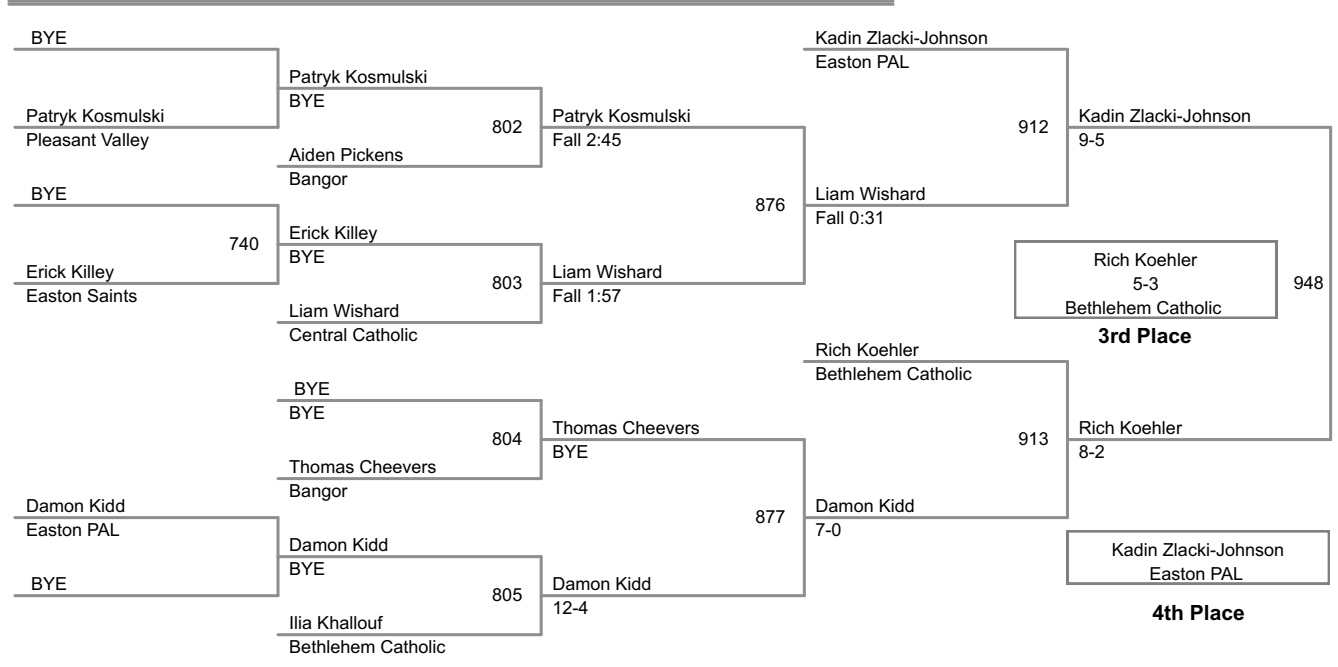 BYE
Patryk Kosmulski
Pleasant Valley
BYE
740
Erick Killey
Easton Saints
Damon Kidd
Easton PAL
BYE
Patryk Kosmulski
BYE
802
Aiden Pickens
Bangor
Erick Killey
BYE
803
Liam Wishard
Central Catholic
BYE
BYE
804
Thomas Cheevers
Bangor
Damon Kidd
BYE
805
Ilia Khallouf
Bethlehem Catholic
Patryk Kosmulski
Fall 2:45
876
Liam Wishard
Fall 1:57
Thomas Cheevers
BYE
877
Damon Kidd
12-4
Kadin Zlacki-Johnson
Easton PAL
912
Liam Wishard
Fall 0:31
Rich Koehler
Bethlehem Catholic
913
Damon Kidd
7-0
Kadin Zlacki-Johnson
9-5
Rich Koehler
5-3
Bethlehem Catholic
948
3rd Place
Rich Koehler
8-2
Kadin Zlacki-Johnson
Easton PAL
4th Place